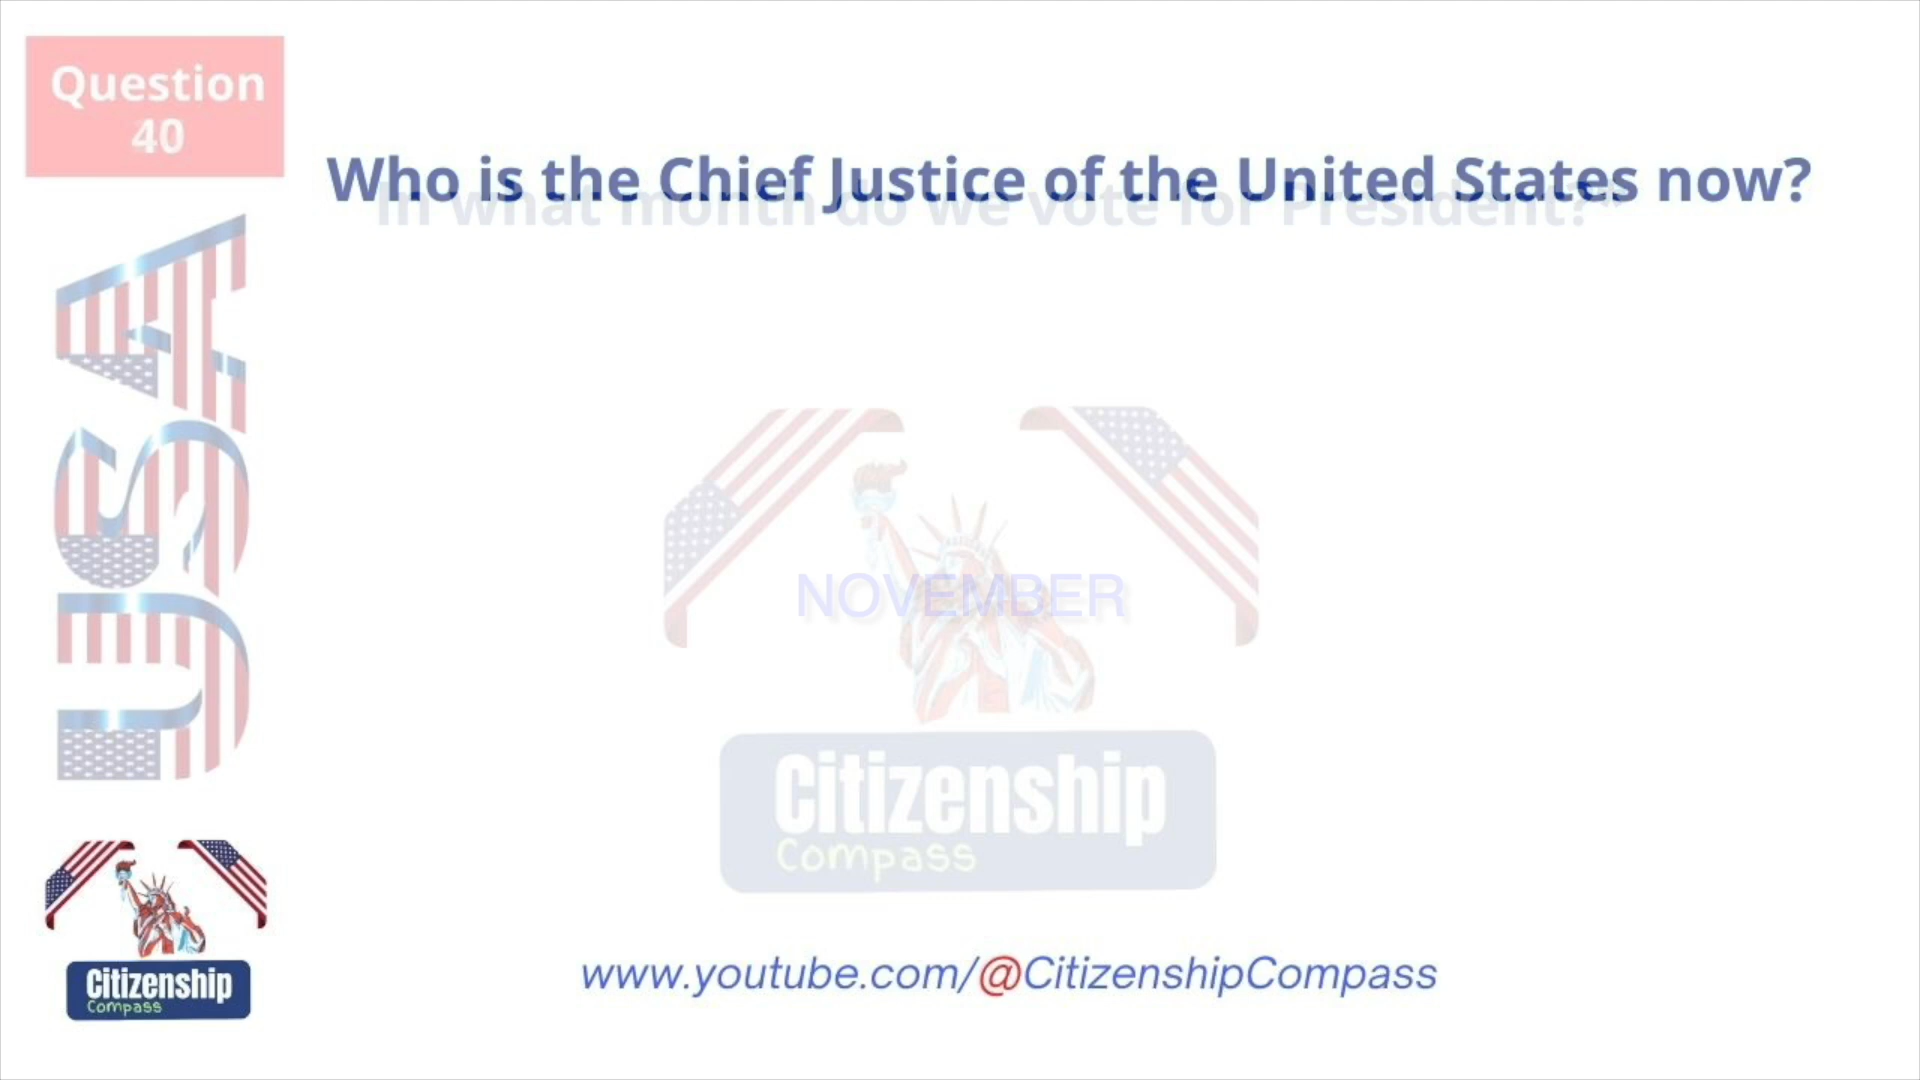 Question
40
Who is the Chief Justice of the United States now?
In what month do we vote for President?*
NOVEMBER
Citizenship
Compass
www.youtube.com/@CitizenshipCompass
USA
Citizenship
Compass